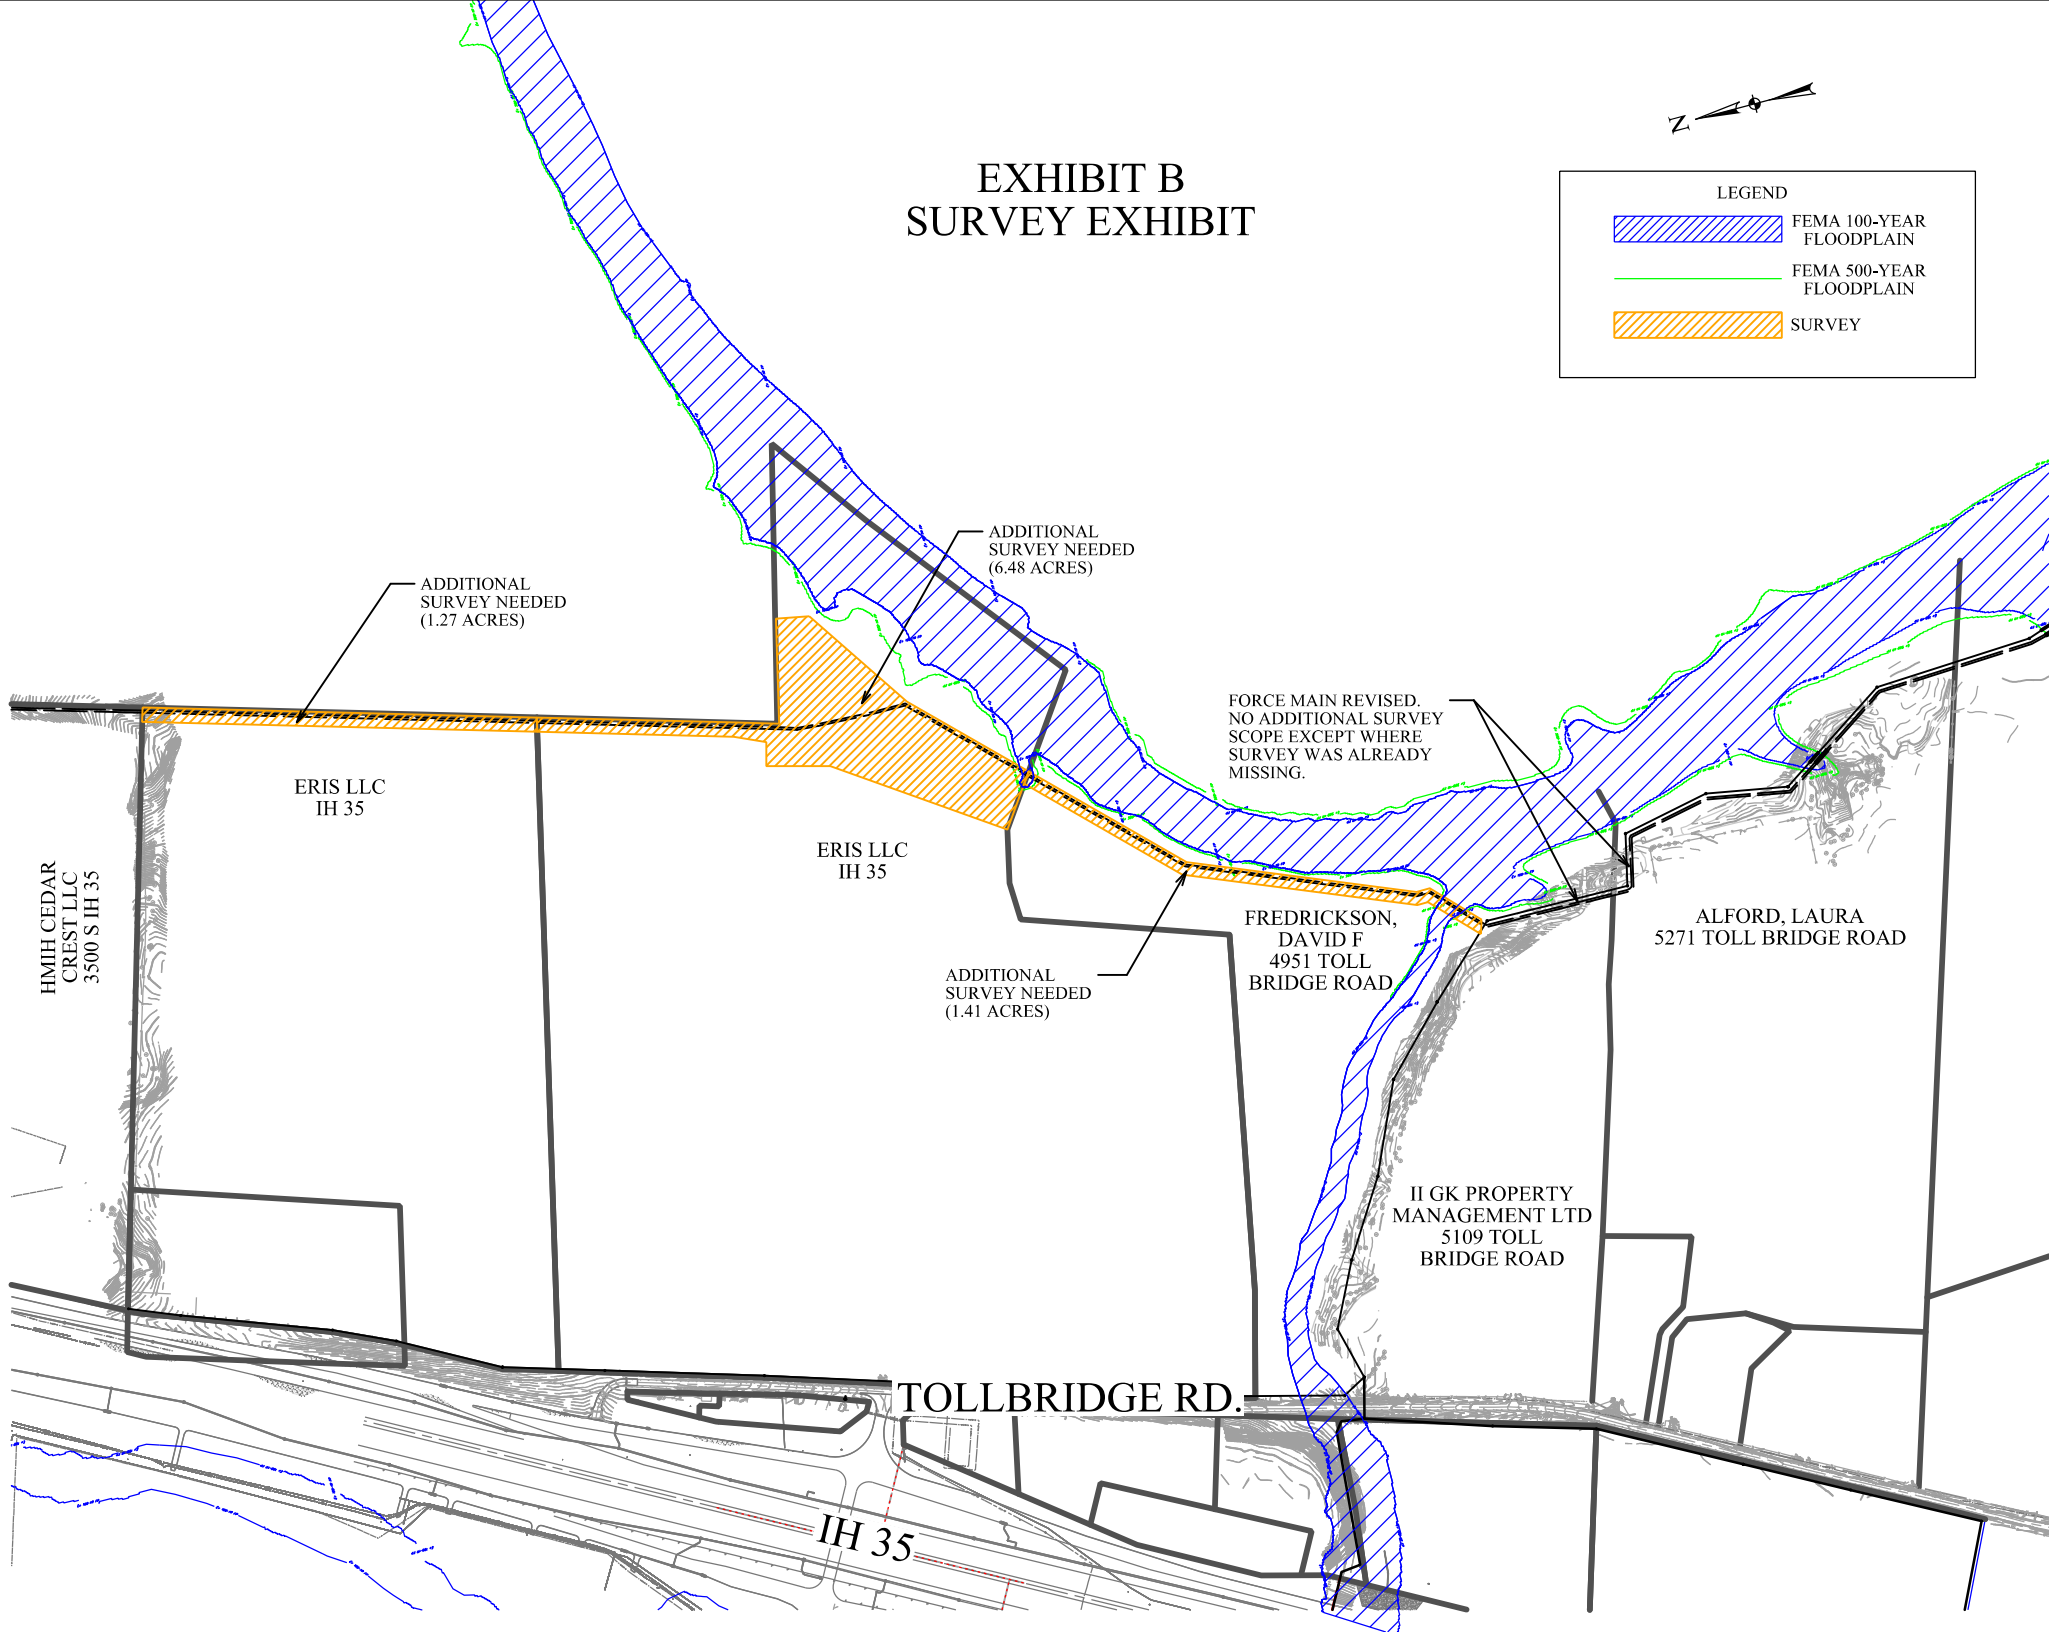 EXHIBIT B
SURVEY EXHIBIT
N
LEGEND
FEMA 100-YEAR
FLOODPLAIN
FEMA 500-YEAR
FLOODPLAIN
SURVEY
ADDITIONAL
SURVEY NEEDED
(6.48 ACRES)
ADDITIONAL
SURVEY NEEDED
(1.27 ACRES)
FORCE MAIN REVISED.
NO ADDITIONAL SURVEY
SCOPE EXCEPT WHERE
SURVEY WAS ALREADY
MISSING.
ERIS LLC
IH 35
ERIS LLC
IH 35
HMIH CEDAR
CREST LLC
3500 S IH 35
FREDRICKSON,
DAVID F
4951 TOLL
BRIDGE ROAD
ALFORD, LAURA
5271 TOLL BRIDGE ROAD
ADDITIONAL
SURVEY NEEDED
(1.41 ACRES)
II GK PROPERTY
MANAGEMENT LTD
5109 TOLL
BRIDGE ROAD
TOLLBRIDGE RD.
IH 35